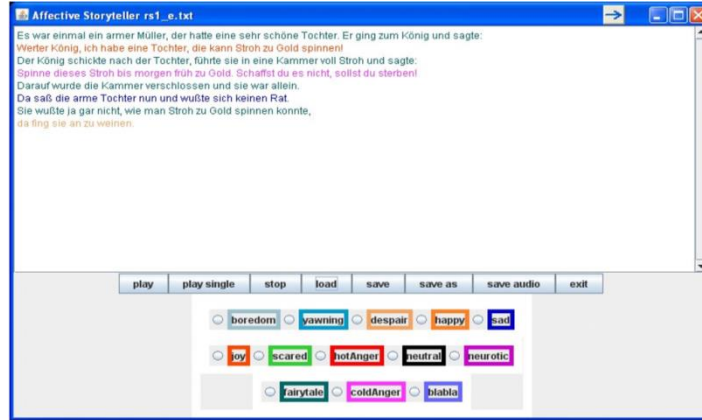 Affective Storyteller rs1_e.txt
Es war einmal ein armer Müller, der hatte eine sehr schöne Tochter. Er ging zum König und sagte:
Werter König, ich habe eine Tochter, die kann Stroh zu Gold spinnen!
Der König schickte nach der Tochter, führte sie in eine Kammer voll Stroh und sagte:
Spinne dieses Stroh bis morgen früh zu Gold. Schaffst du es nicht, sollst du sterben!
Darauf wurde die Kammer verschlossen und sie war allein.
Da saß die arme Tochter nun und wußte sich keinen Rat.
Sie wußte ja gar nicht, wie man Stroh zu Gold spinnen konnte,
da fing sie an zu weinen.
play play single stop load save save as save audio exit
boredom yawning despair happy sad
joy scared hotAnger neutral neurotic
fairytale coldAnger blabla